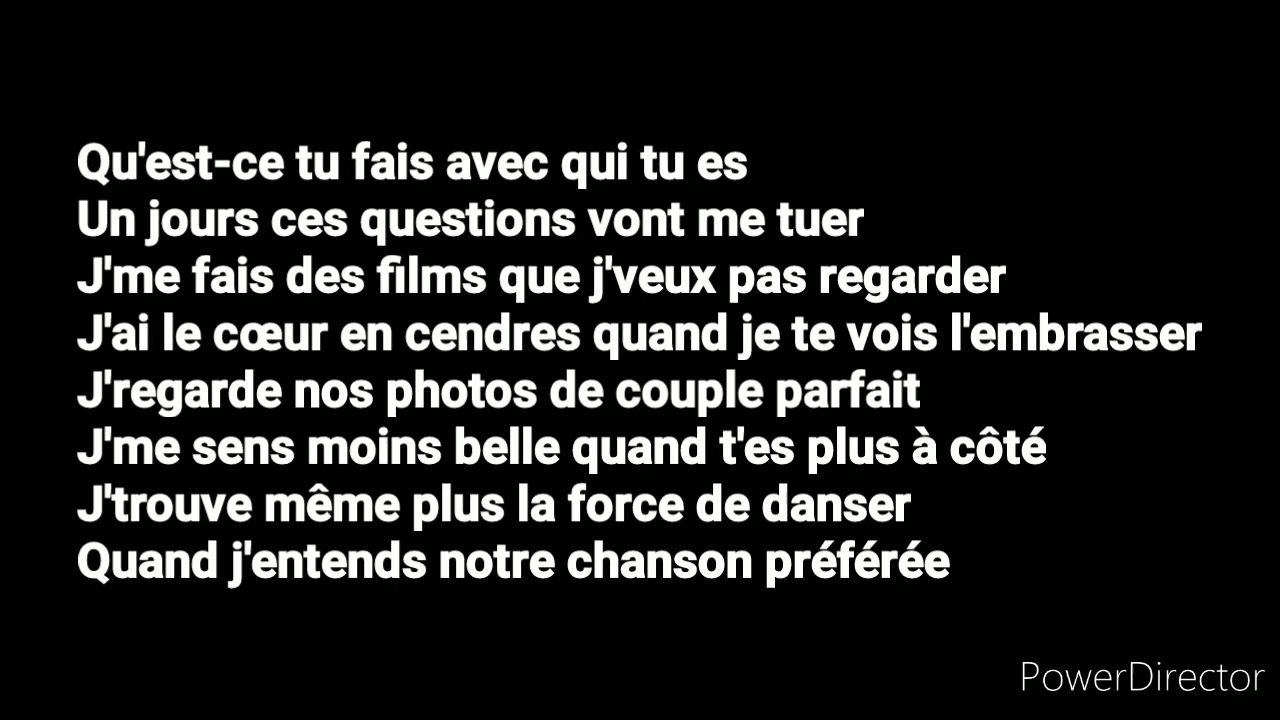 Qu'est-ce tu fais avec qui tu es
Un jours ces questions vont me tuer
J'me fais des films que j'veux pas regarder
J'ai le cœur en cendres quand je te vois l'embrasser
J'regarde nos photos de couple parfait
J'me sens moins belle quand t'es plus à côté
J'trouve même plus la force de danser
Quand j'entends notre chanson préférée
PowerDirector